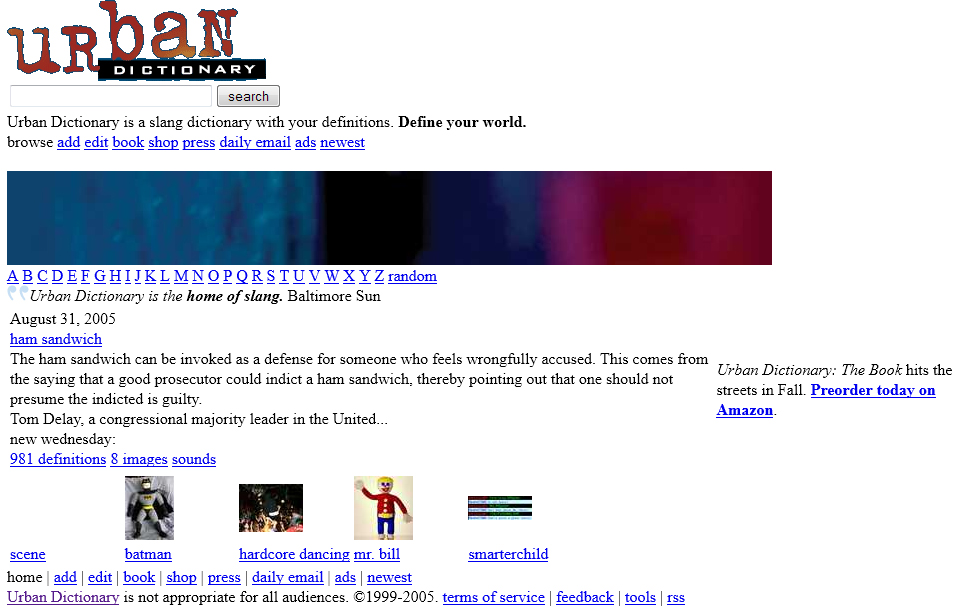 urban
DICTIONARY
search
Urban Dictionary is a slang dictionary with your definitions. Define your world.
browse add edit book shop press daily email ads newest
A B C D E F G H I J K L M N O P Q R S T U V W X Y Z random
Urban Dictionary is the home of slang. Baltimore Sun
August 31, 2005
ham sandwich
The ham sandwich can be invoked as a defense for someone who feels wrongfully accused. This comes from
the saying that a good prosecutor could indict a ham sandwich, thereby pointing out that one should not
presume the indicted is guilty.
Tom Delay, a congressional majority leader in the United...
new wednesday:
981 definitions 8 images sounds
Urban Dictionary: The Book hits the
streets in Fall. Preorder today on
Amazon.
scene batman hardcore dancing mr. bill smarterchild
home | add | edit | book | shop | press | daily email | ads | newest
Urban Dictionary is not appropriate for all audiences. ©1999-2005. terms of service | feedback | tools | rss